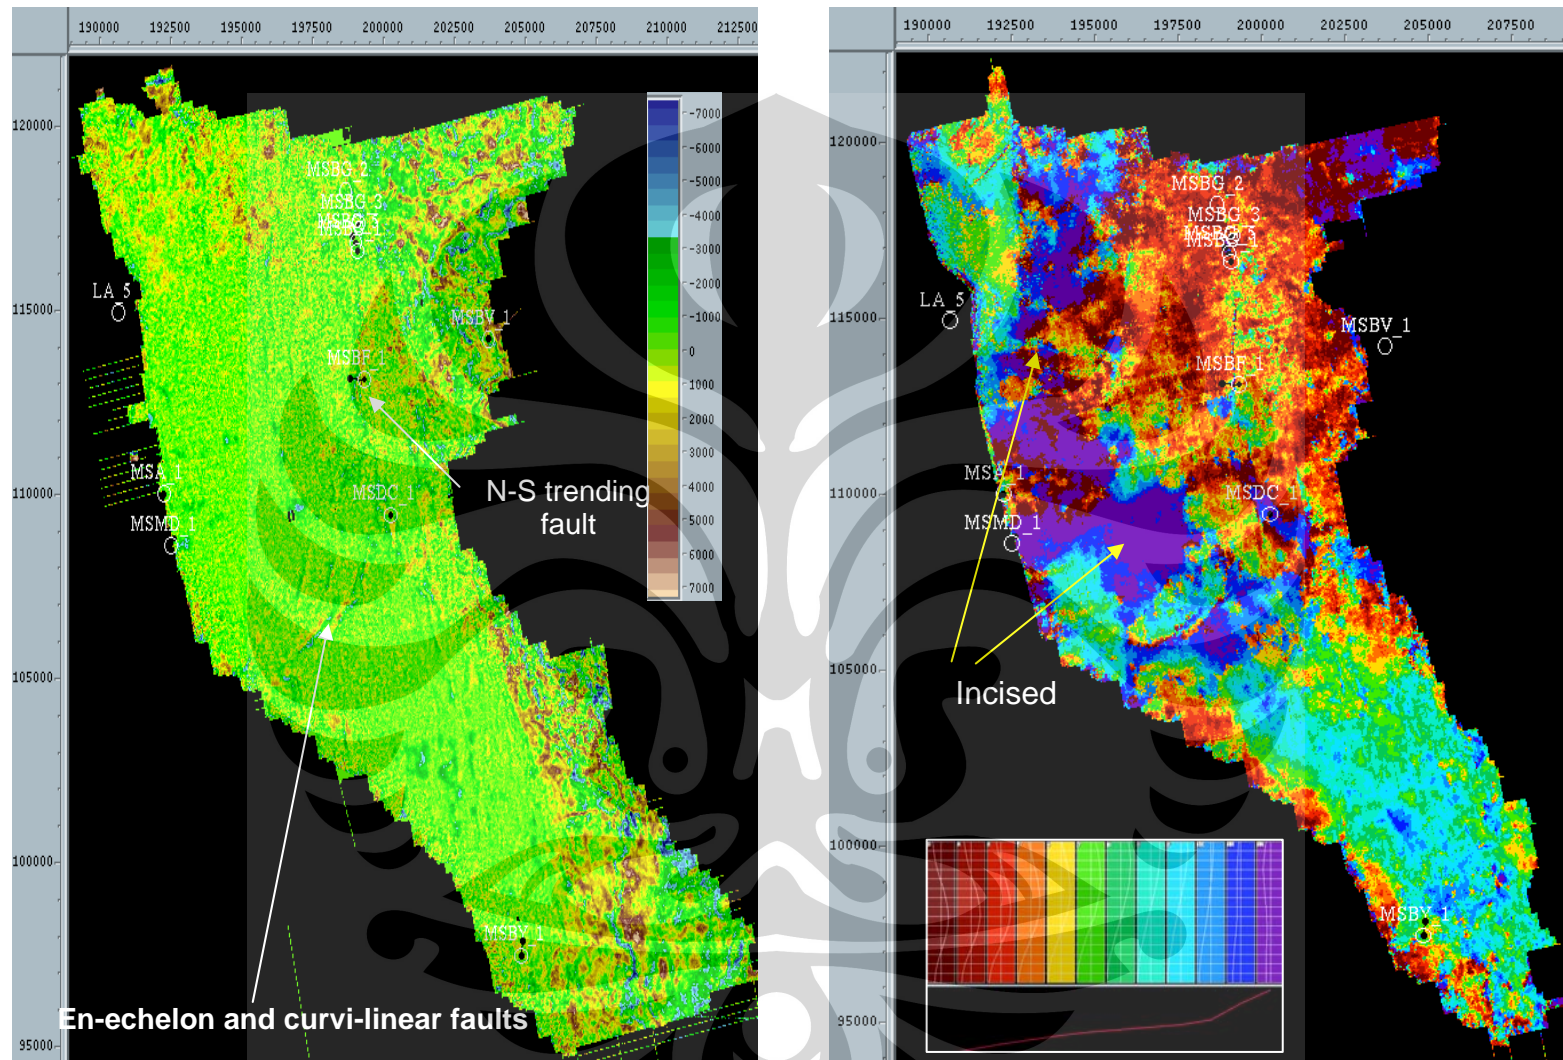 190000 192500 195000 197500 200000 202500 205000 207500 210000 212500
120000
115000
110000
105000
100000
95000
MSBG_2
MSBG_3
LA_5
MSBV_1
MSBF_1
MSA_1
MSDC_1
MSMD_1
MSBY_1
-7000
-6000
-5000
-4000
-3000
-2000
-1000
0
1000
2000
3000
4000
5000
6000
7000
N-S trending
fault
En-echelon and curvi-linear faults
190000 192500 195000 197500 200000 202500 205000 207500
120000
115000
110000
105000
100000
95000
MSBG_2
MSBG_3
LA_5
MSBV_1
MSBF_1
MSA_1
MSDC_1
MSMD_1
MSBY_1
Incised